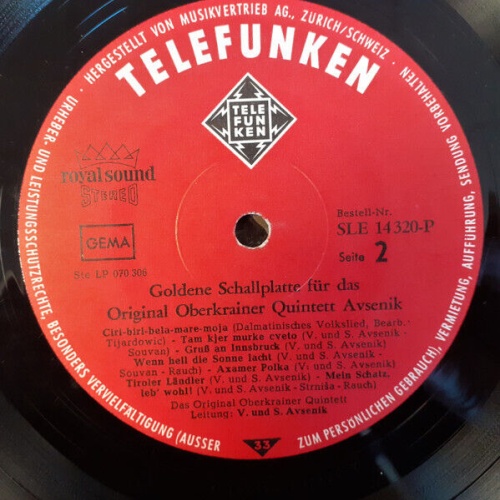 URHEBER- UND LEISTUNGSSCHUTZRECHTE, BESONDERS VERVIELFÄLTIGUNG (AUSSER
ZUM PERSÖNLICHEN GEBRAUCH), VERMIETUNG, AUFFÜHRUNG, SENDUNG VORBEHALTEN
· HERGESTELLT VON MUSIKVERTRIEB AG., ZÜRICH/SCHWEIZ ·
TELEFUNKEN
TELE
FUN
KEN
royal sound
STEREO
Bestell-Nr.
SLE 14320-P
GEMA
Seite 2
Ste LP 070 306
Goldene Schallplatte für das
Original Oberkrainer Quintett Avsenik
Ciri-biri-bela-mare-moja (Dalmatinisches Volkslied, Bearb.
Tijardowic) - Tam kjer murke cveto (V. und S. Avsenik -
Souvan) - Gruß an Innsbruck (V. und S. Avsenik)
Wenn hell die Sonne lacht (V. und S. Avsenik -
Souvan - Rauch) - Axamer Polka (V. und S. Avsenik)
Tiroler Ländler (V. und S. Avsenik) - Mein Schatz,
leb' wohl! (V. und S. Avsenik - Strniša - Rauch)
Das Original Oberkrainer Quintett
Leitung: V. und S. Avsenik
33